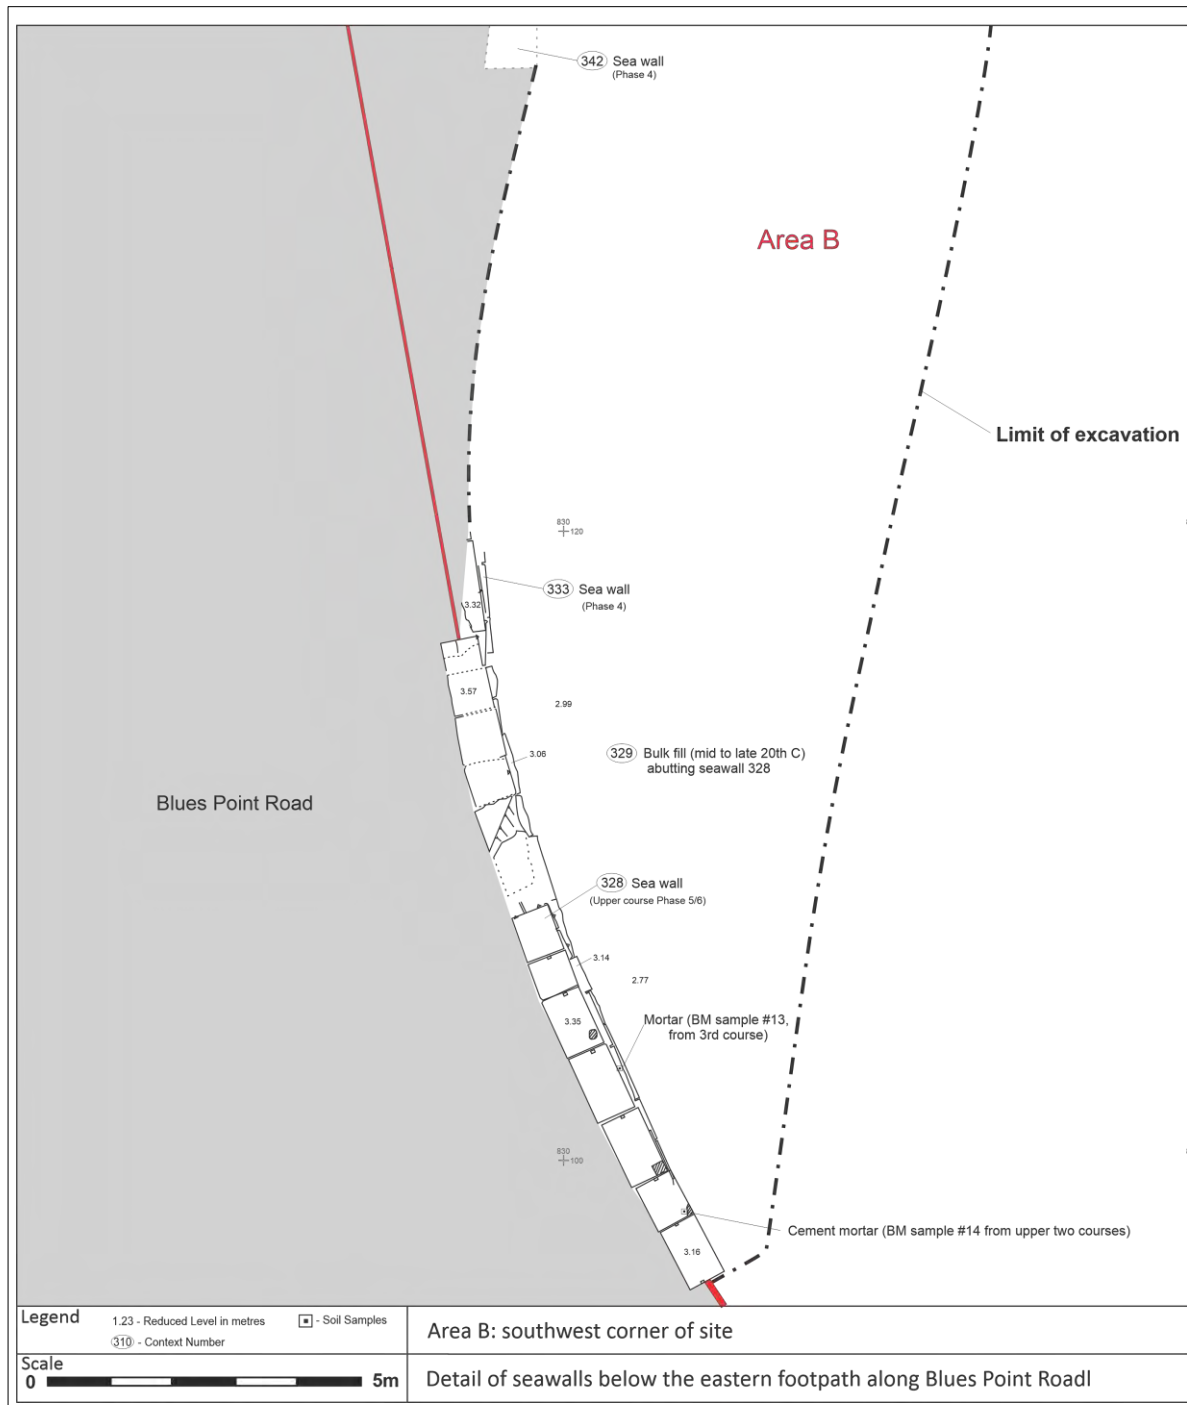 342 Sea wall
(Phase 4)
Area B
Limit of excavation
830
120
333 Sea wall
(Phase 4)
3.32
3.57
2.99
3.06
329 Bulk fill (mid to late 20th C)
abutting seawall 328
Blues Point Road
328 Sea wall
(Upper course Phase 5/6)
3.14
2.77
3.35
Mortar (BM sample #13,
from 3rd course)
830
100
Cement mortar (BM sample #14 from upper two courses)
3.16
Legend
1.23 - Reduced Level in metres
- Soil Samples
310 - Context Number
Area B: southwest corner of site
Scale
0 5m
Detail of seawalls below the eastern footpath along Blues Point Roadl